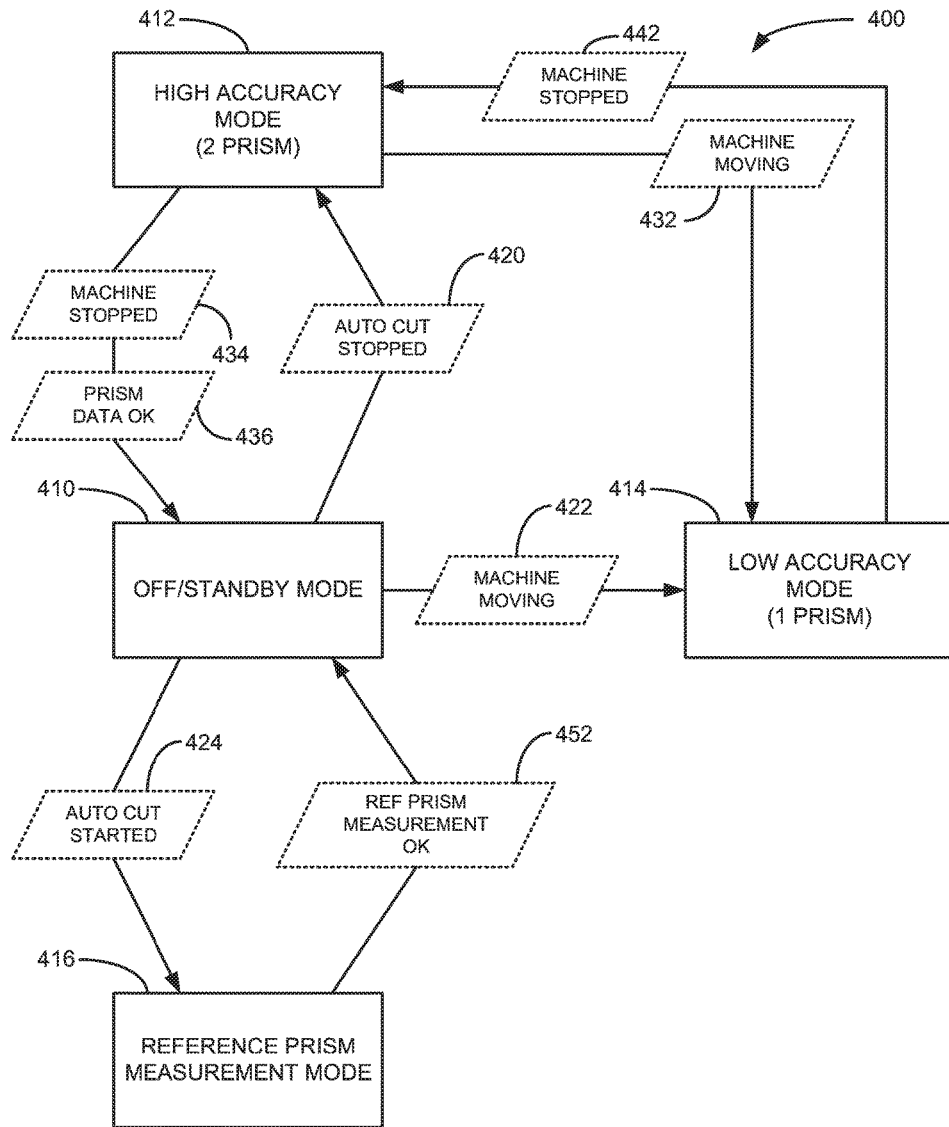 412
442
400
HIGH ACCURACY
MODE
(2 PRISM)
MACHINE
STOPPED
MACHINE
MOVING
432
420
MACHINE
STOPPED
434
AUTO CUT
STOPPED
PRISM
DATA OK
436
410
414
422
OFF/STANDBY MODE
MACHINE
MOVING
LOW ACCURACY
MODE
(1 PRISM)
424
452
AUTO CUT
STARTED
REF PRISM
MEASUREMENT
OK
416
REFERENCE PRISM
MEASUREMENT MODE